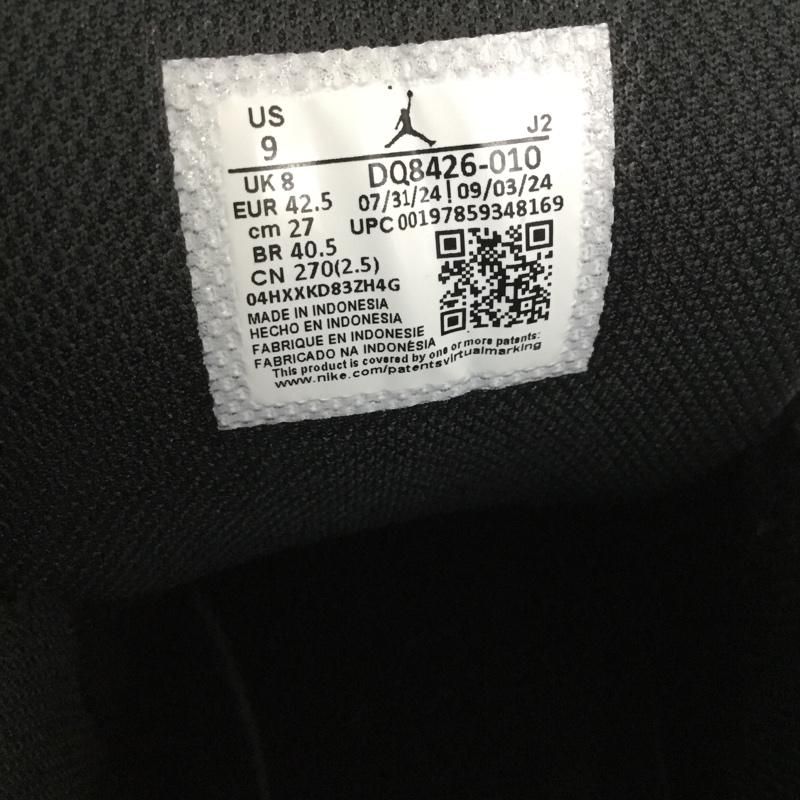 US
9
J2
UK 8
DQ8426-010
EUR 42.5
07/31/24 | 09/03/24
cm 27
UPC 00197859348169
BR 40.5
CN 270(2.5)
04HXXKD83ZH4G
MADE IN INDONESIA
HECHO EN INDONESIA
FABRIQUE EN INDONESIE
FABRICADO NA INDONÉSIA
This product is covered by one or more patents:
www.nike.com/patentsvirtualmarking